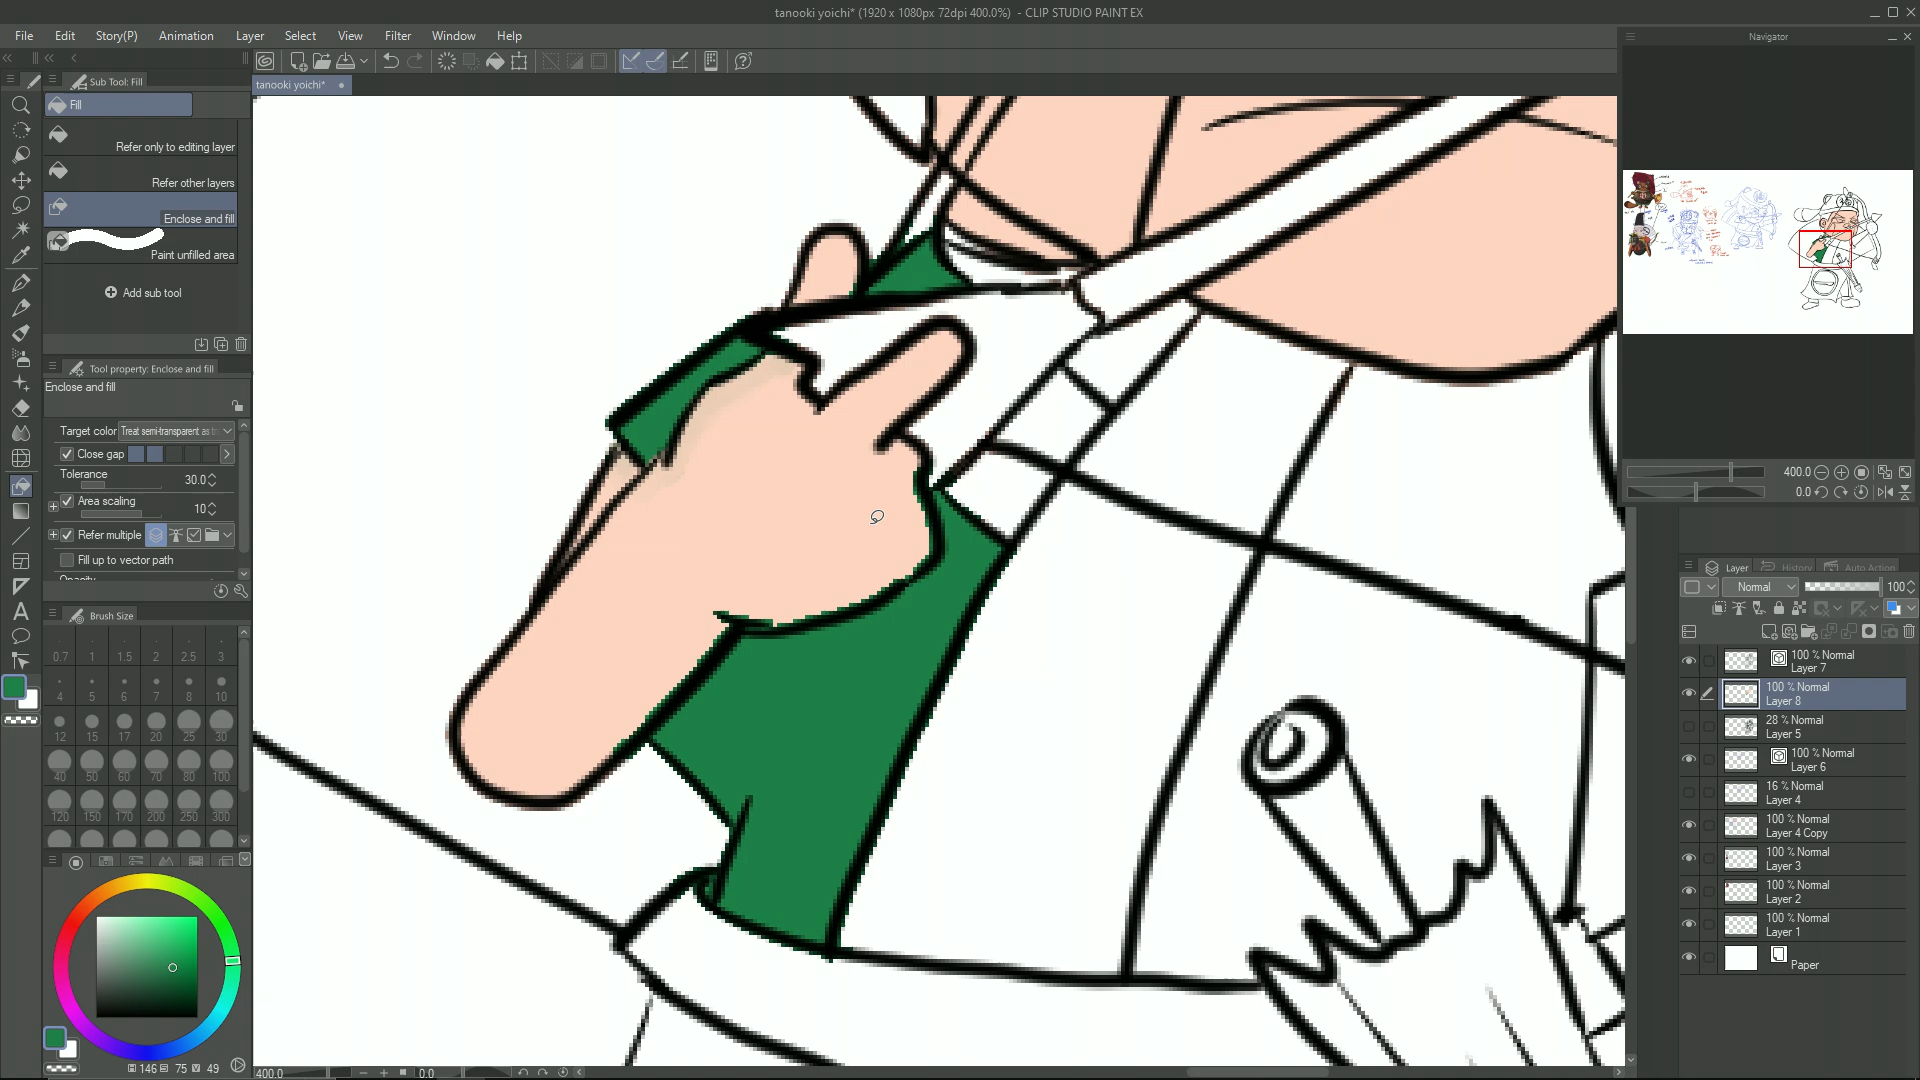 tanooki yoichi* (1920 x 1080px 72dpi 400.0%) - CLIP STUDIO PAINT EX
File Edit Story(P) Animation Layer Select View Filter Window Help
Navigator
Sub Tool: Fill
tanooki yoichi*
Fill
Refer only to editing layer
Refer other layers
Enclose and fill
Paint unfilled area
Add sub tool
Tool property: Enclose and fill
Enclose and fill
Target color Treat semi-transparent as
Close gap
Tolerance
30.0
Area scaling
10
Refer multiple
Fill up to vector path
Brush Size
0.7 1 1.5 2 2.5 3
4 5 6 7 8 10
12 15 17 20 25 30
40 50 60 70 80 100
120 150 170 200 250 300
146 75 49
400.0
0.0
400.0
0.0
Layer History Auto Action
Normal 100
100 % Normal
Layer 7
100 % Normal
Layer 8
28 % Normal
Layer 5
100 % Normal
Layer 6
16 % Normal
Layer 4
100 % Normal
Layer 4 Copy
100 % Normal
Layer 3
100 % Normal
Layer 2
100 % Normal
Layer 1
Paper